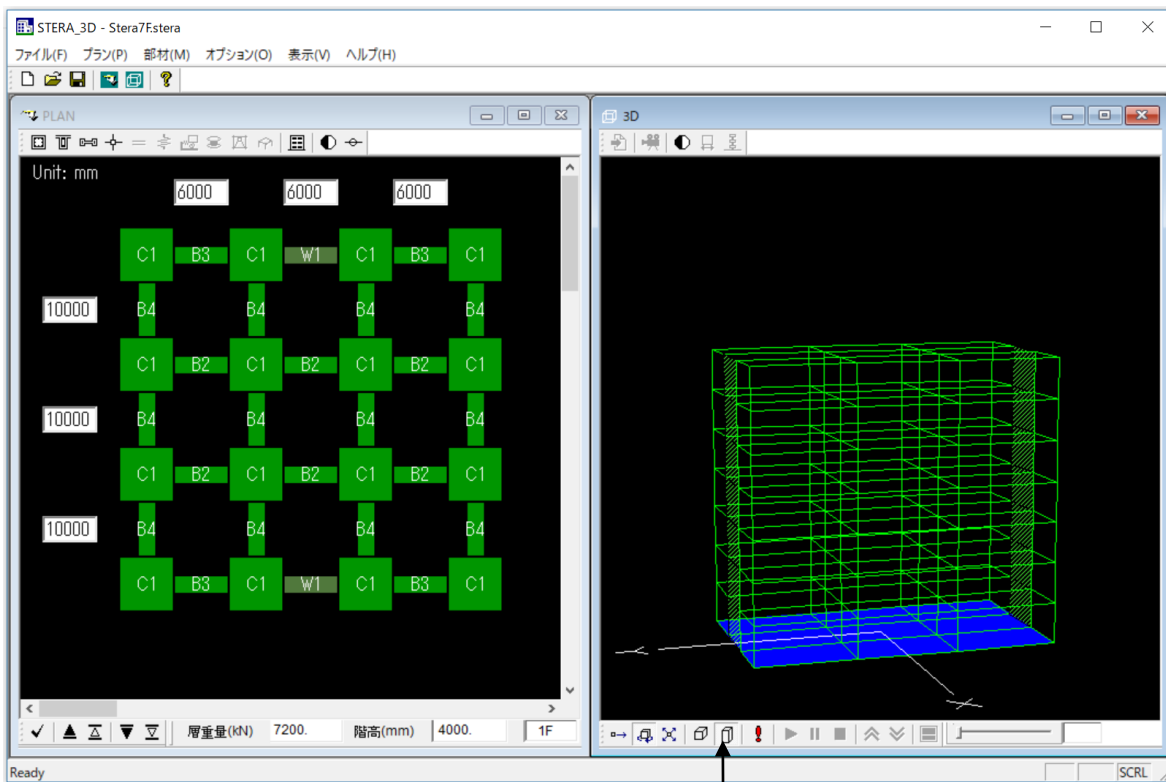 STERA_3D - Stera7F.stera
ファイル(F) プラン(P) 部材(M) オプション(O) 表示(V) ヘルプ(H)
PLAN
Unit: mm
6000 6000 6000
C1 B3 C1 W1 C1 B3 C1
10000 B4 B4 B4 B4
C1 B2 C1 B2 C1 B2 C1
10000 B4 B4 B4 B4
C1 B2 C1 B2 C1 B2 C1
10000 B4 B4 B4 B4
C1 B3 C1 W1 C1 B3 C1
層重量(KN) 7200. 階高(mm) 4000. 1F
3D
Y
X
Ready
SCRL